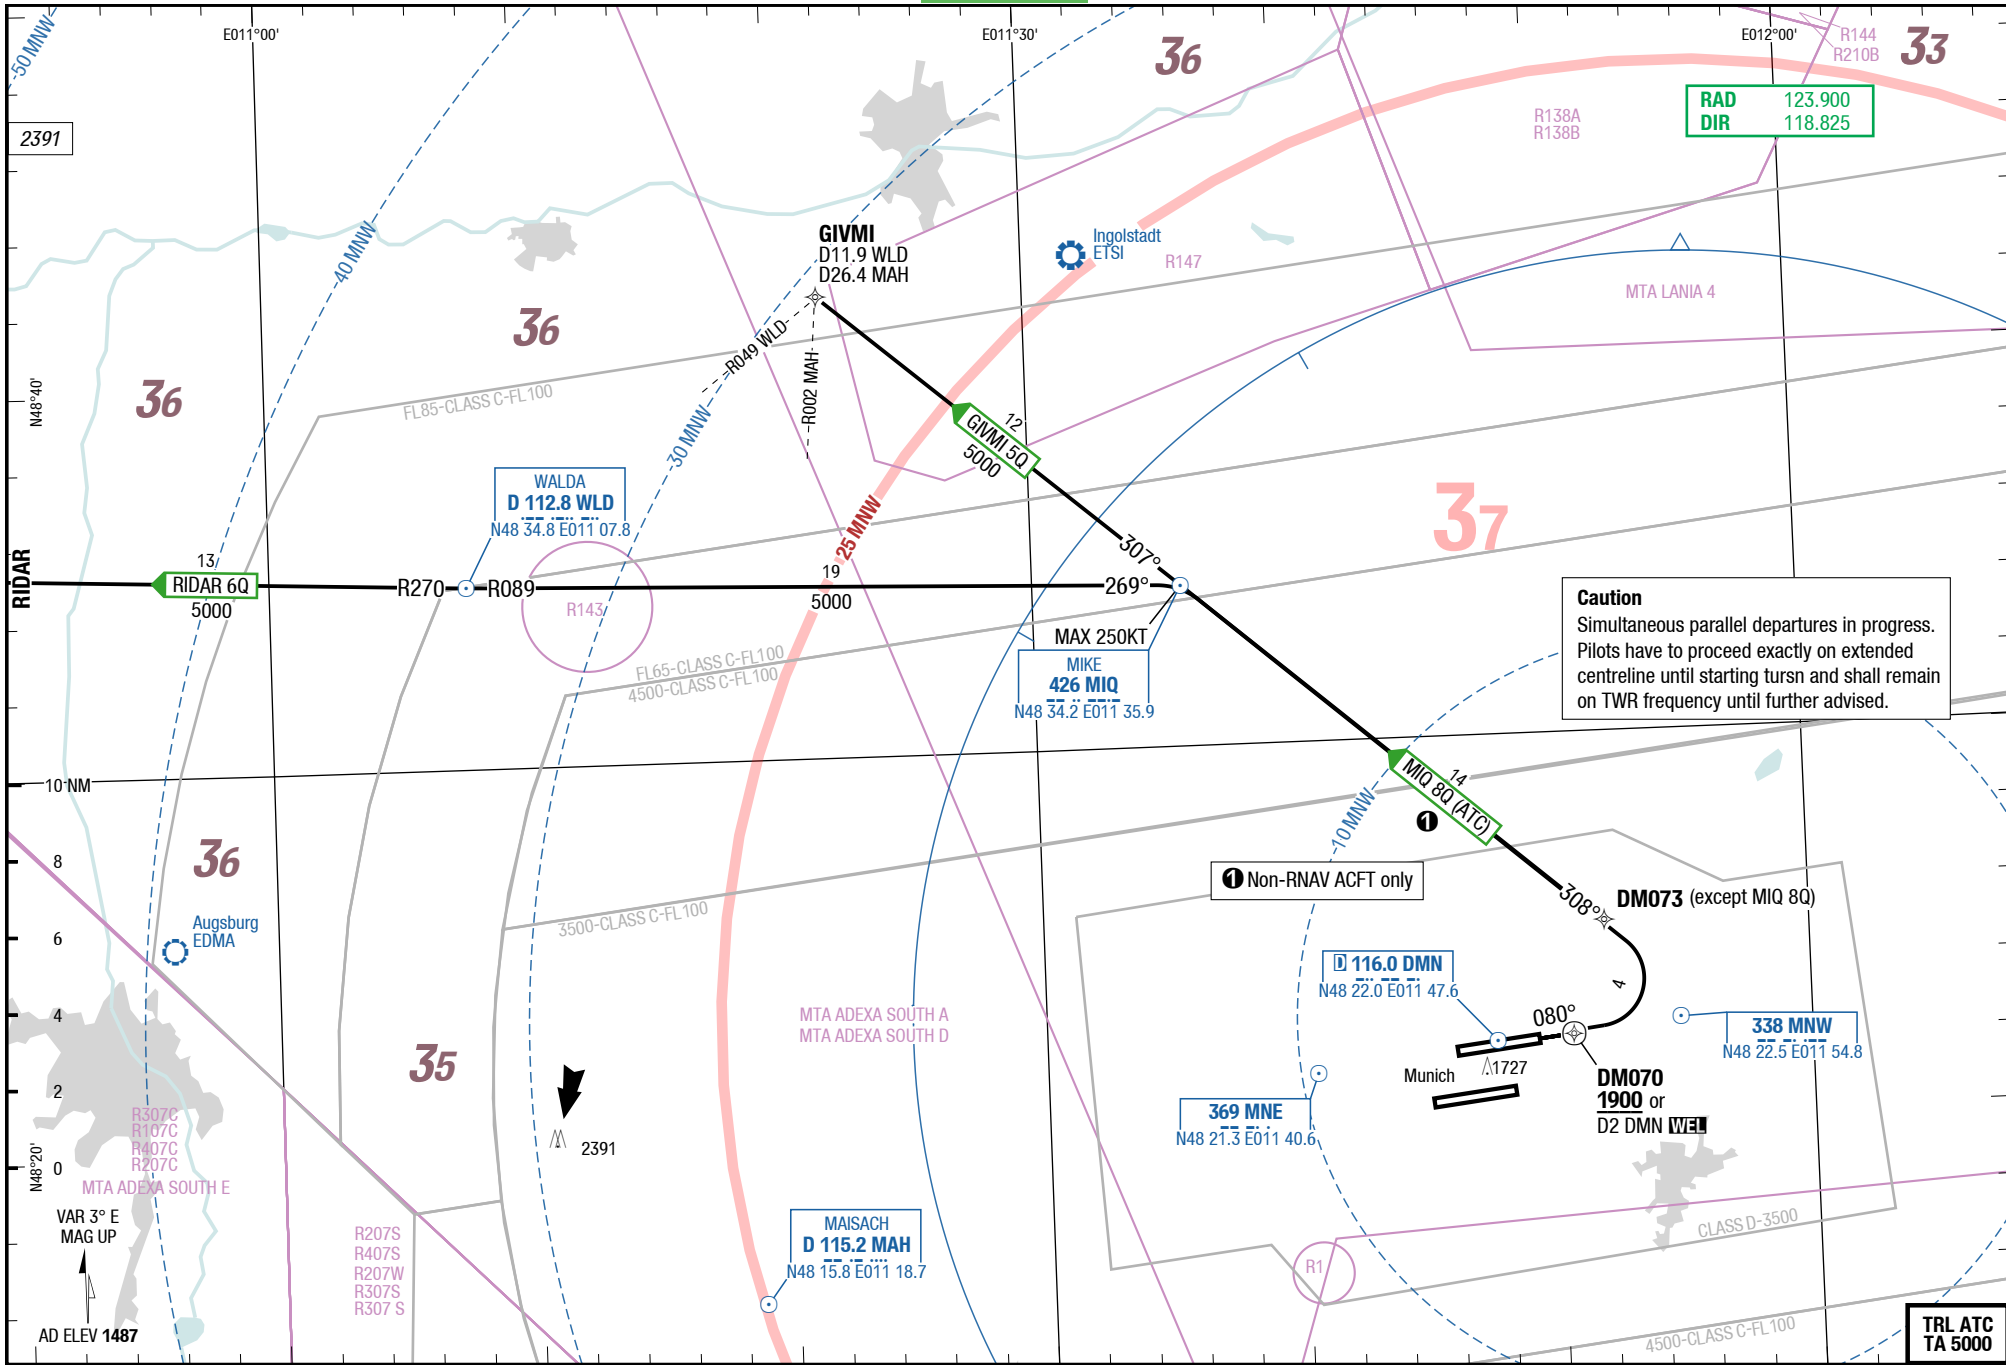 E011°00'
E011°30'
E012°00'
50 MNW
36
R144
R210B
33
RAD 123.900
DIR 118.825
2391
R138A
R138B
40 MNW
GIVMI
D11.9 WLD
D26.4 MAH
Ingolstadt
ETSI
R147
MTA LANIA 4
36
R049 WLD
R002 MAH
36
N48°40'
FL85-CLASS C-FL100
30 MNW
12
GIVMI 5Q
5000
WALDA
D 112.8 WLD
N48 34.8 E011 07.8
25 MNW
37
307°
RIDAR
13
RIDAR 6Q
5000
R270
R089
R143
19
5000
269°
MAX 250KT
MIKE
426 MIQ
N48 34.2 E011 35.9
Caution
Simultaneous parallel departures in progress.
Pilots have to proceed exactly on extended
centreline until starting tursn and shall remain
on TWR frequency until further advised.
FL65-CLASS C-FL100
4500-CLASS C-FL100
10 NM
8
6
4
2
0
14
MIQ 8Q (ATC)
1
10 MNW
36
1 Non-RNAV ACFT only
308°
DM073 (except MIQ 8Q)
3500-CLASS C-FL100
Augsburg
EDMA
D 116.0 DMN
N48 22.0 E011 47.6
4
080°
338 MNW
N48 22.5 E011 54.8
MTA ADEXA SOUTH A
MTA ADEXA SOUTH D
35
Munich
1727
DM070
1900 or
D2 DMN WEL
369 MNE
N48 21.3 E011 40.6
2391
R307C
R107C
R407C
R207C
MTA ADEXA SOUTH E
N48°20'
VAR 3° E
MAG UP
AD ELEV 1487
R207S
R407S
R207W
R307S
R307 S
MAISACH
D 115.2 MAH
N48 15.8 E011 18.7
R1
CLASS D-3500
4500-CLASS C-FL100
TRL ATC
TA 5000